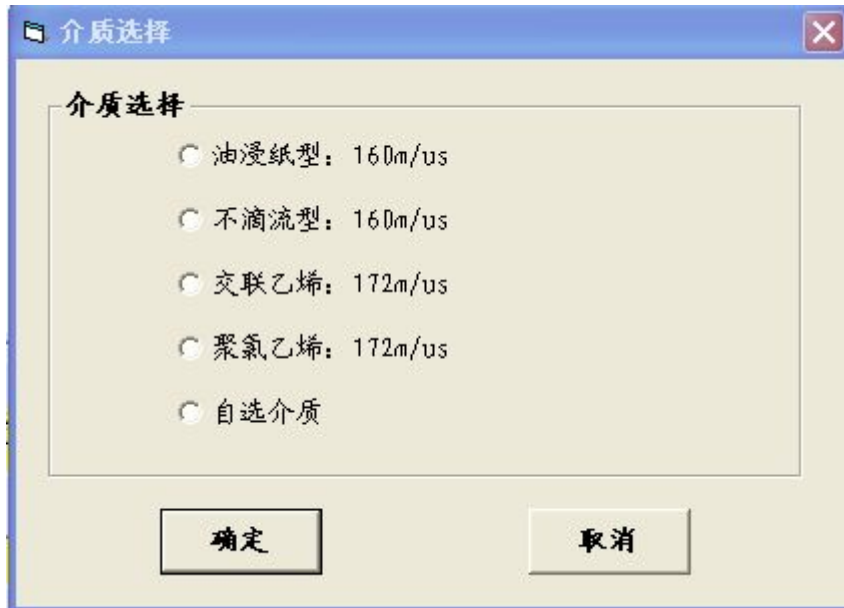 介质选择
介质选择
油浸纸型：160m/us
不滴流型：160m/us
交联乙烯：172m/us
聚氯乙烯：172m/us
自选介质
确定 取消